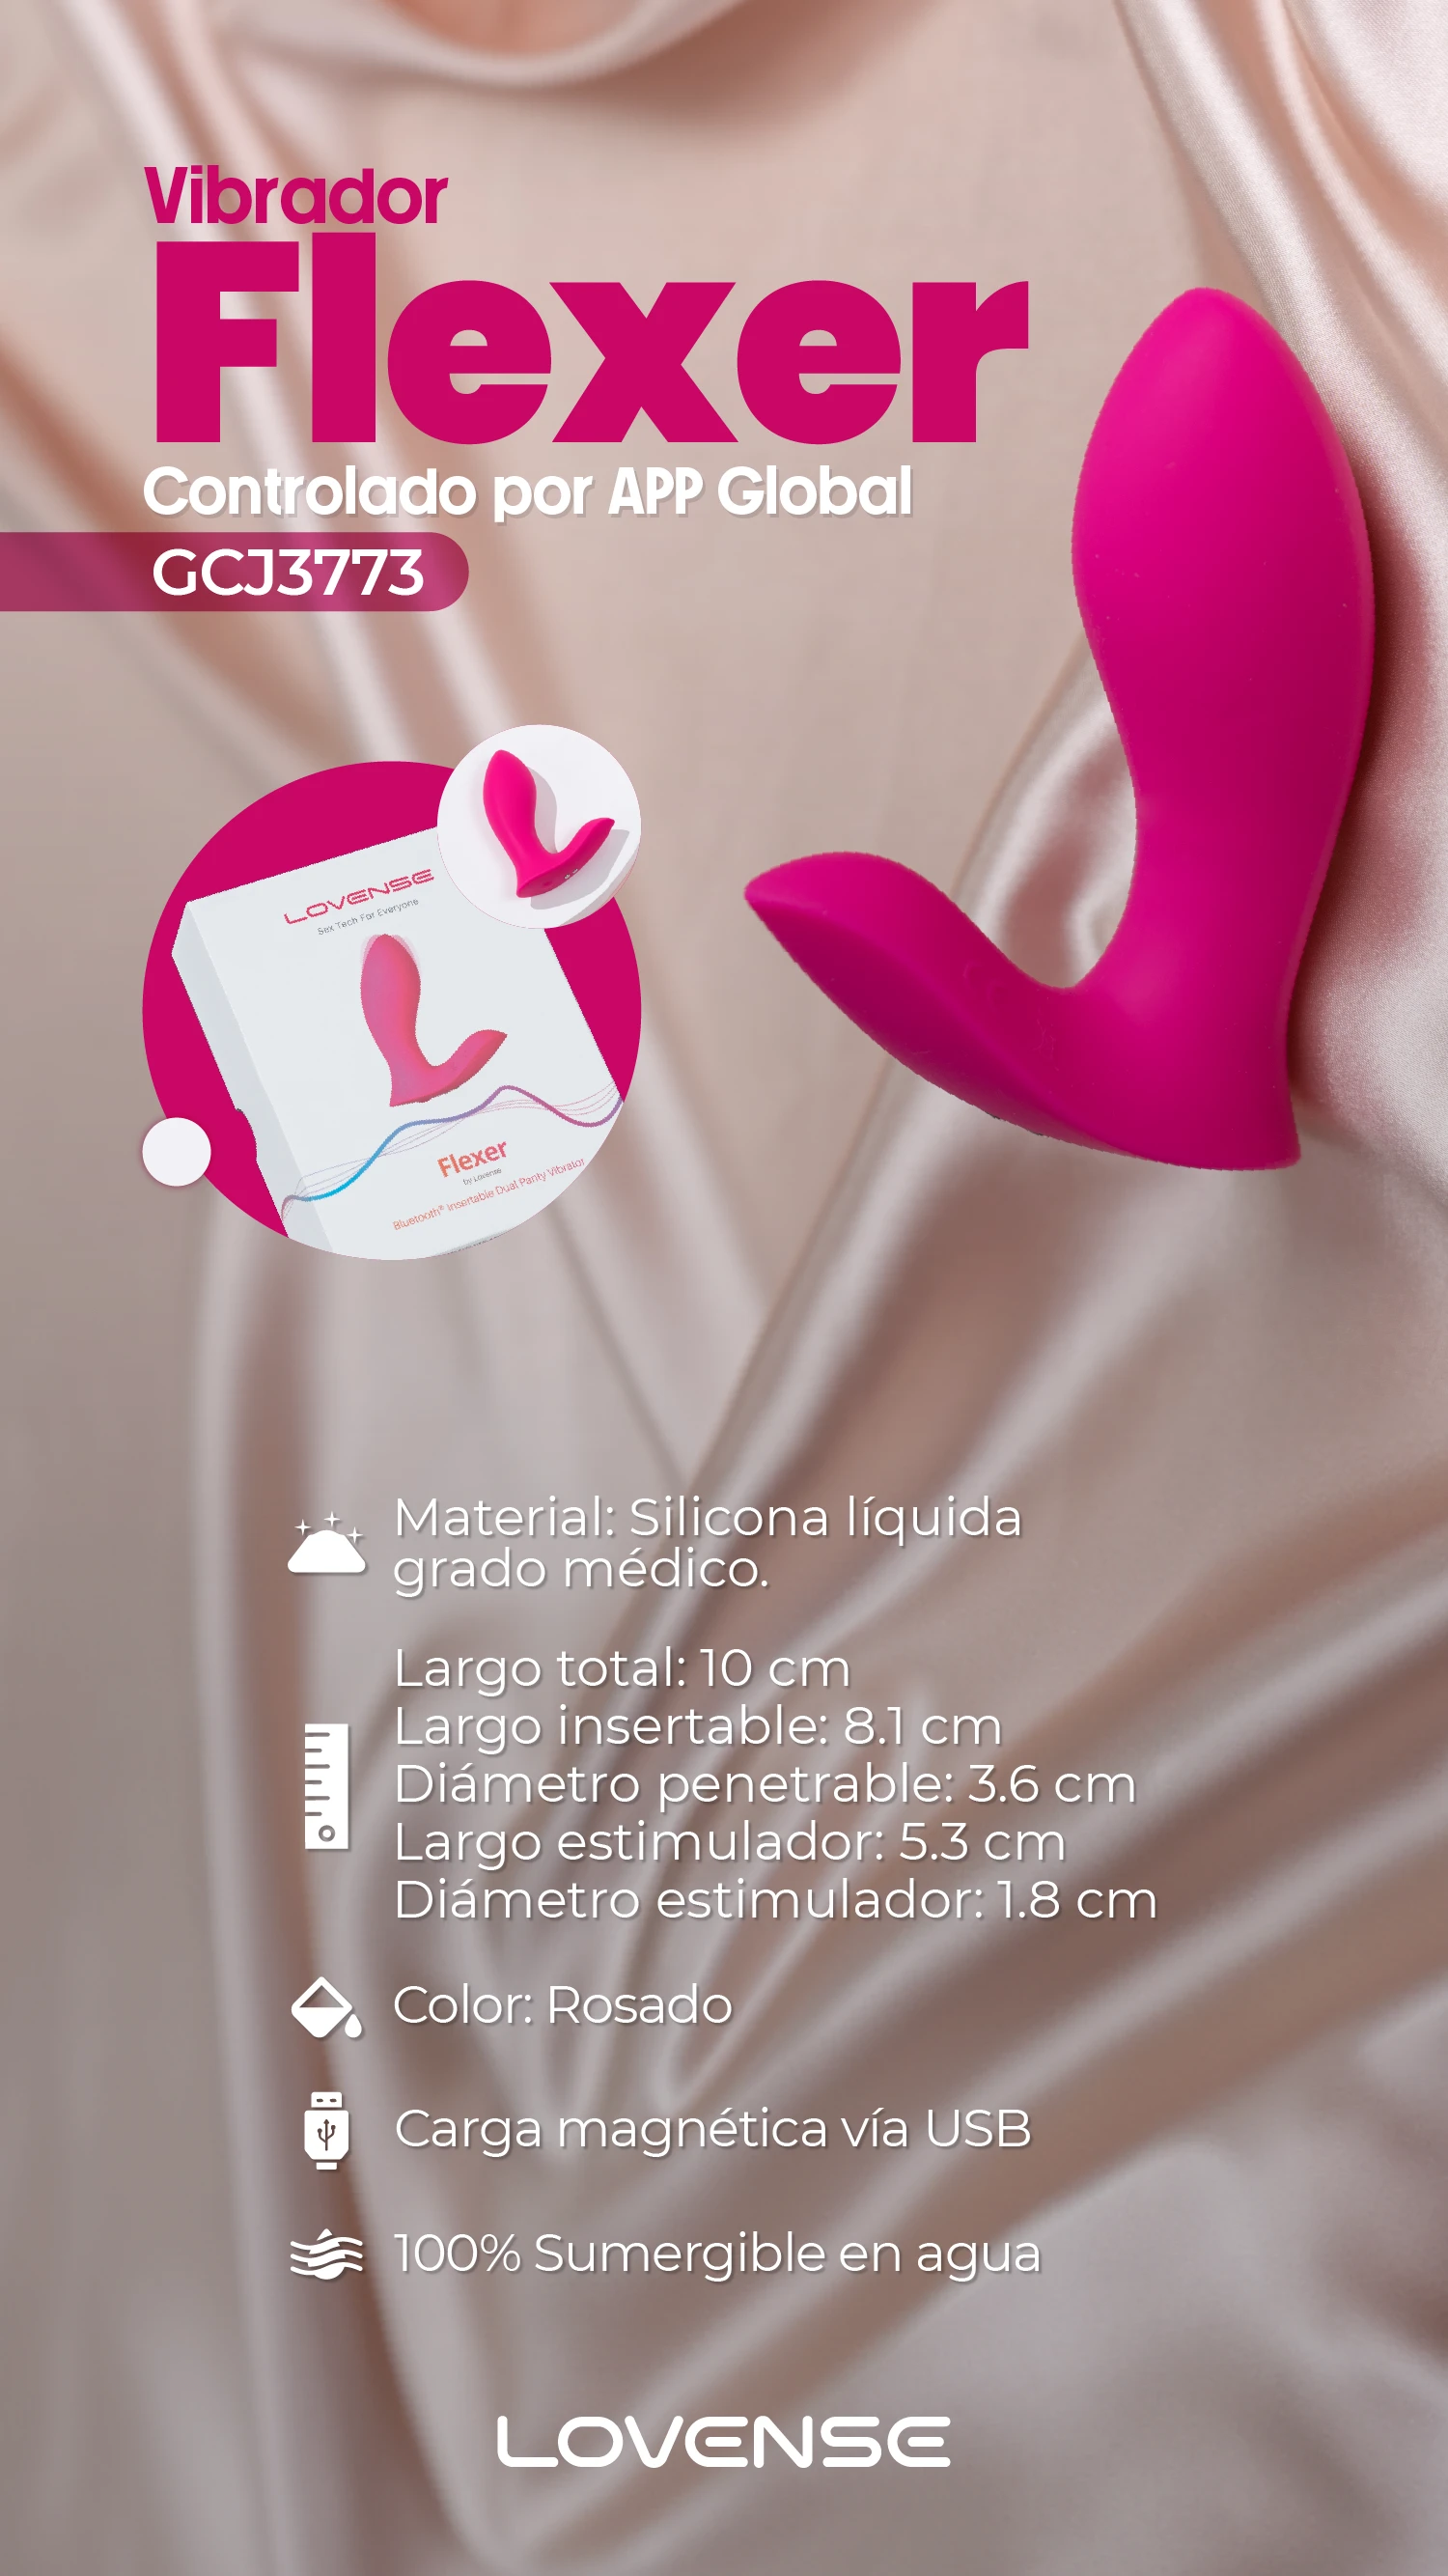 Vibrador
Flexer
Controlado por APP Global
GCJ3773
LOVENSE
Sex Tech For Everyone
Flexer
by Lovense
Bluetooth® Insertable Dual Panty Vibrator
Material: Silicona líquida
grado médico.
Largo total: 10 cm
Largo insertable: 8.1 cm
Diámetro penetrable: 3.6 cm
Largo estimulador: 5.3 cm
Diámetro estimulador: 1.8 cm
Color: Rosado
Carga magnética vía USB
100% Sumergible en agua
LOVENSE